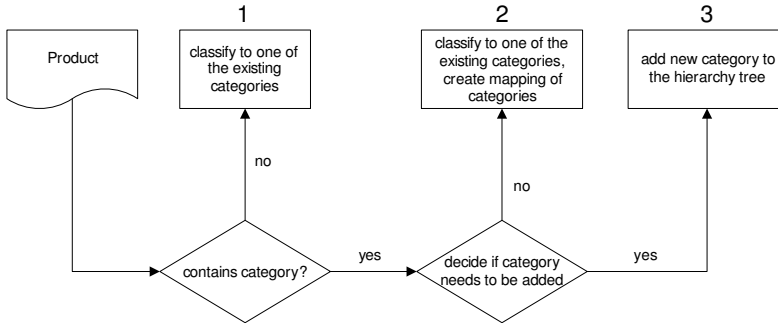 1
2
3
Product
classify to one of
the existing
categories
classify to one of the
existing categories,
create mapping of
categories
add new category to
the hierarchy tree
no
no
contains category?
yes
decide if category
needs to be added
yes